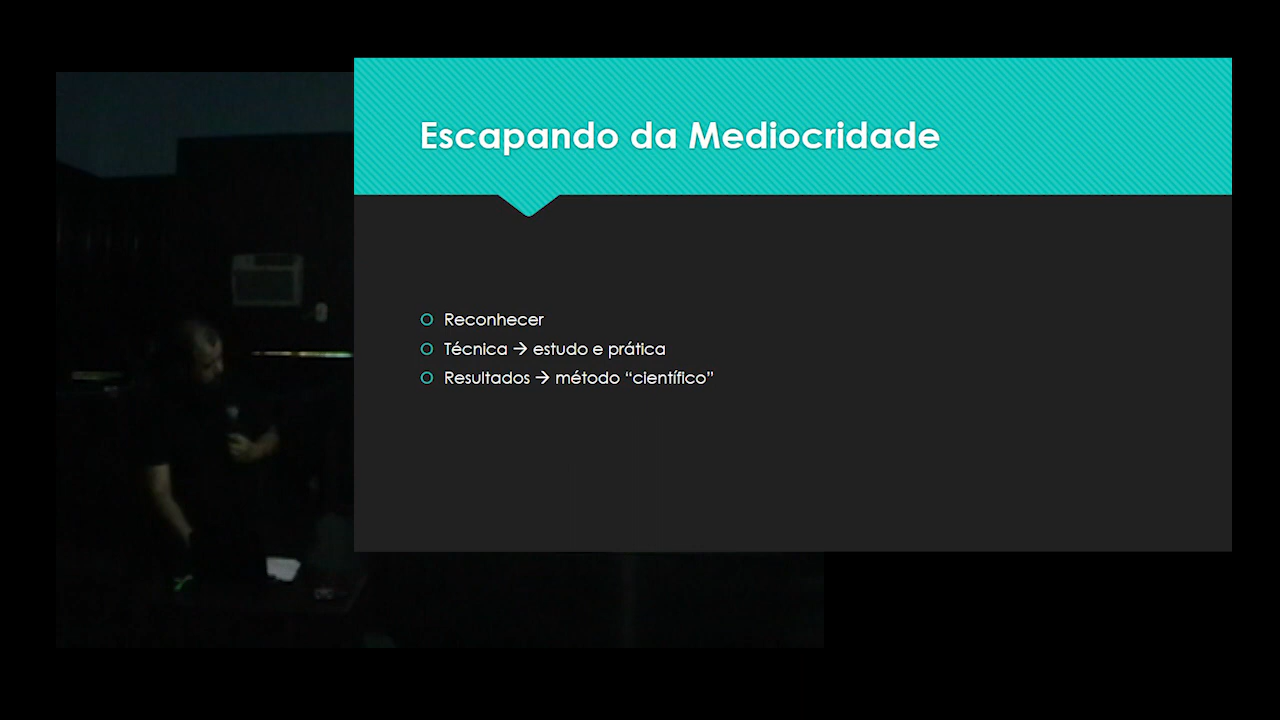 Escapando da Mediocridade
Reconhecer
Técnica → estudo e prática
Resultados → método “científico”